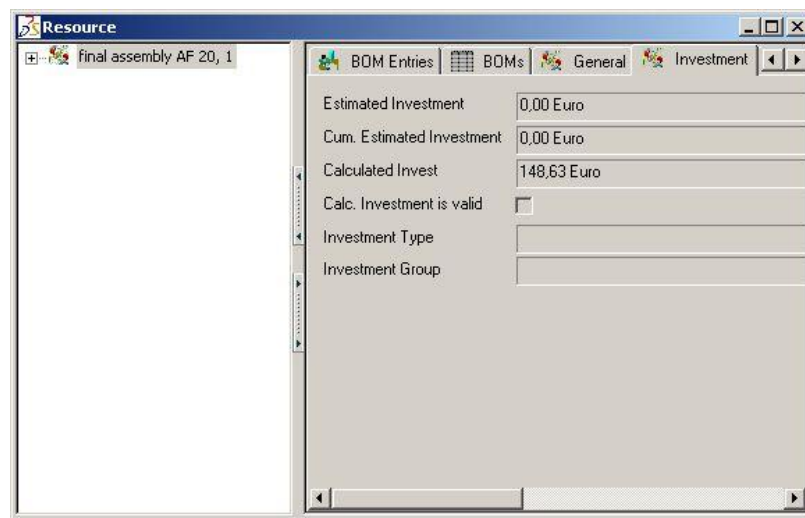 Resource
final assembly AF 20, 1
BOM Entries BOMs General Investment
Estimated Investment 0,00 Euro
Cum. Estimated Investment 0,00 Euro
Calculated Invest 148,63 Euro
Calc. Investment is valid
Investment Type
Investment Group